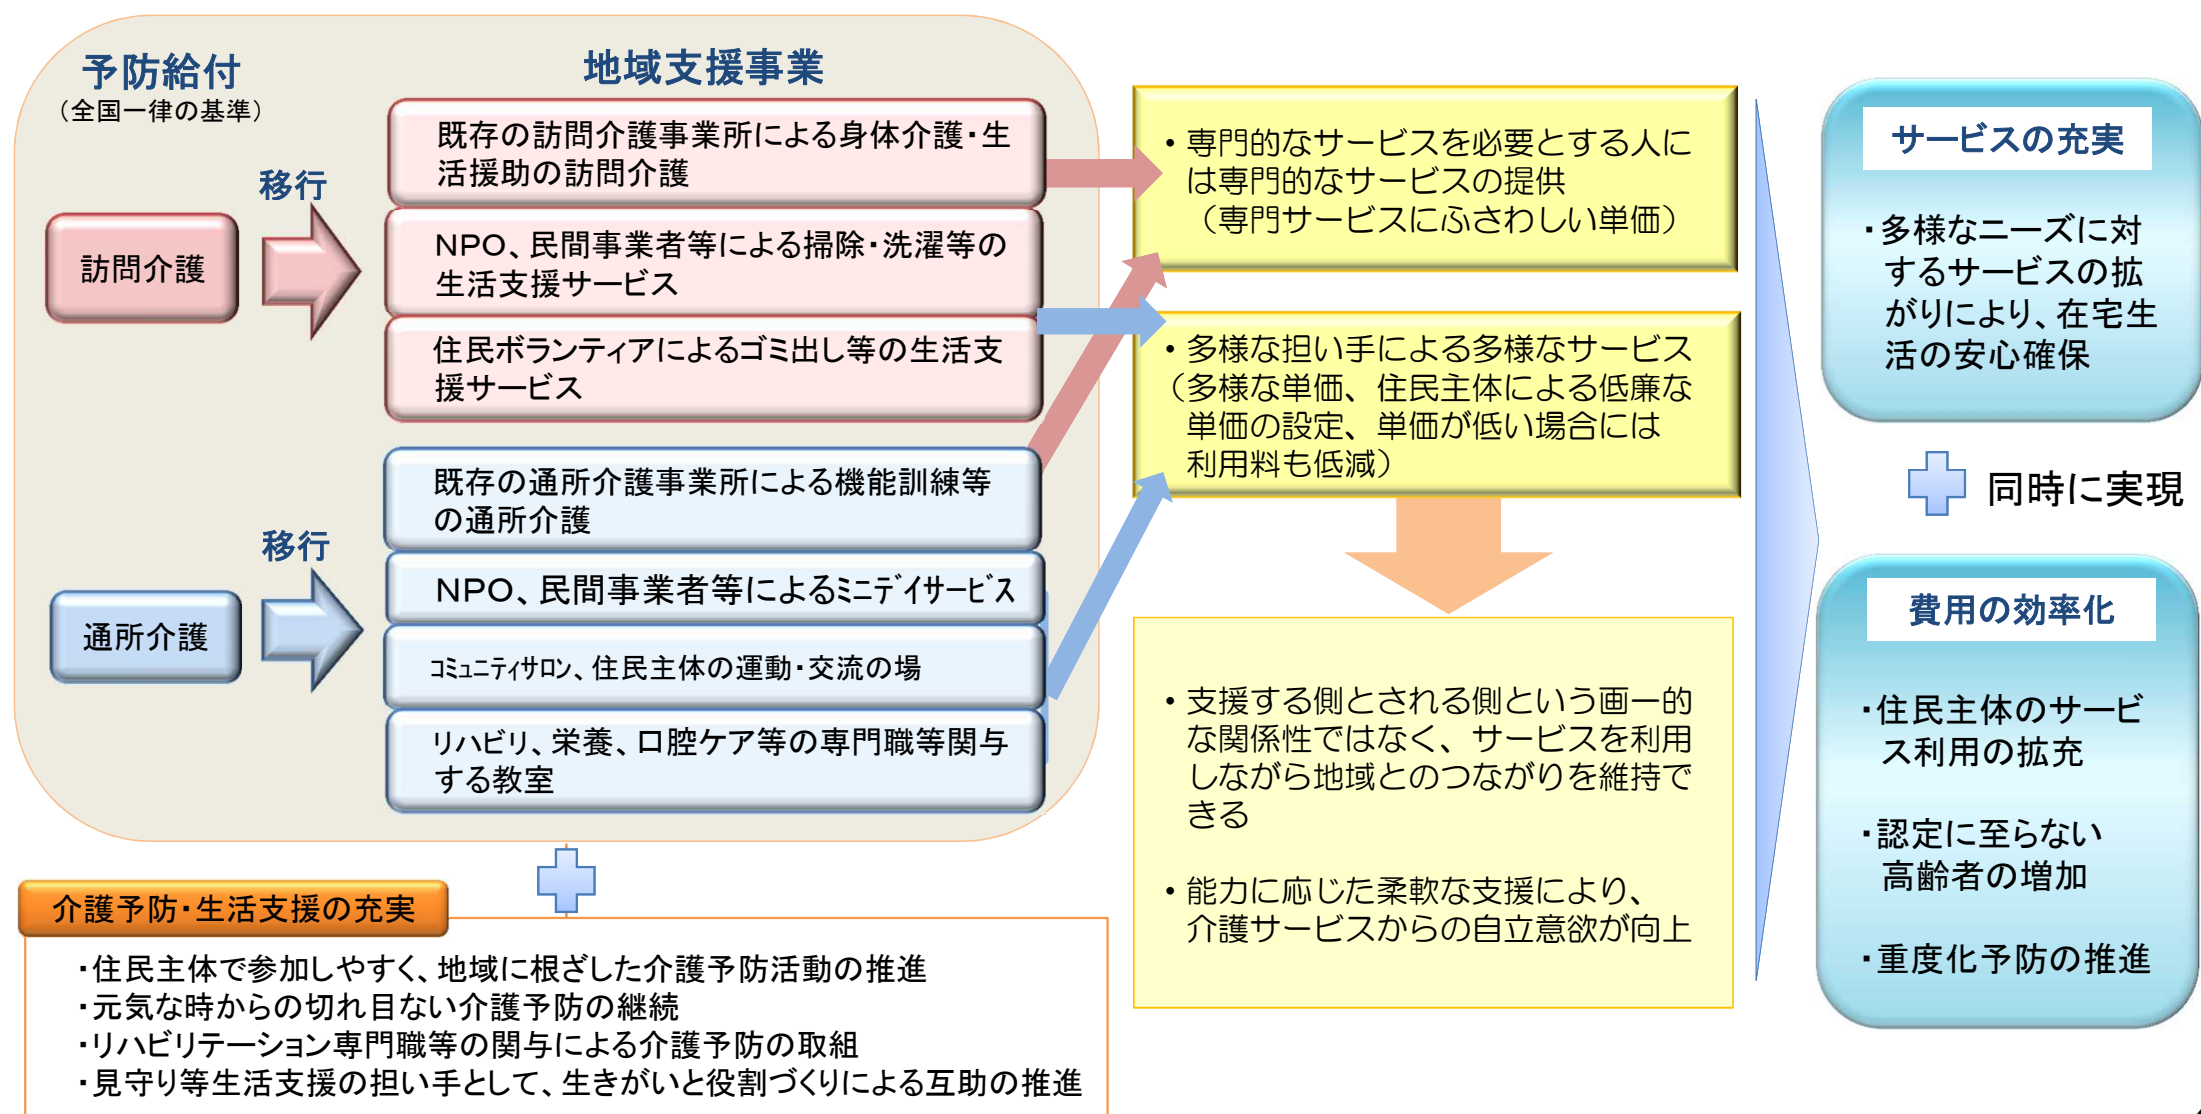 予防給付
（全国一律の基準）
地域支援事業
移行
訪問介護
既存の訪問介護事業所による身体介護・生
活援助の訪問介護
NPO、民間事業者等による掃除・洗濯等の
生活支援サービス
住民ボランティアによるゴミ出し等の生活支
援サービス
移行
通所介護
既存の通所介護事業所による機能訓練等
の通所介護
NPO、民間事業者等によるﾐﾆﾃﾞｲｻｰﾋﾞｽ
ｺﾐｭﾆﾃｨｻﾛﾝ、住民主体の運動・交流の場
リハビリ、栄養、口腔ケア等の専門職等関与
する教室
介護予防・生活支援の充実
・住民主体で参加しやすく、地域に根ざした介護予防活動の推進
・元気な時からの切れ目ない介護予防の継続
・リハビリテーション専門職等の関与による介護予防の取組
・見守り等生活支援の担い手として、生きがいと役割づくりによる互助の推進
・専門的なサービスを必要とする人に
は専門的なサービスの提供
（専門サービスにふさわしい単価）
・多様な担い手による多様なサービス
（多様な単価、住民主体による低廉な
単価の設定、単価が低い場合には
利用料も低減）
・支援する側とされる側という画一的
な関係性ではなく、サービスを利用
しながら地域とのつながりを維持で
きる
・能力に応じた柔軟な支援により、
介護サービスからの自立意欲が向上
サービスの充実
・多様なニーズに対
するサービスの拡
がりにより、在宅生
活の安心確保
同時に実現
費用の効率化
・住民主体のサービ
ス利用の拡充
・認定に至らない
高齢者の増加
・重度化予防の推進